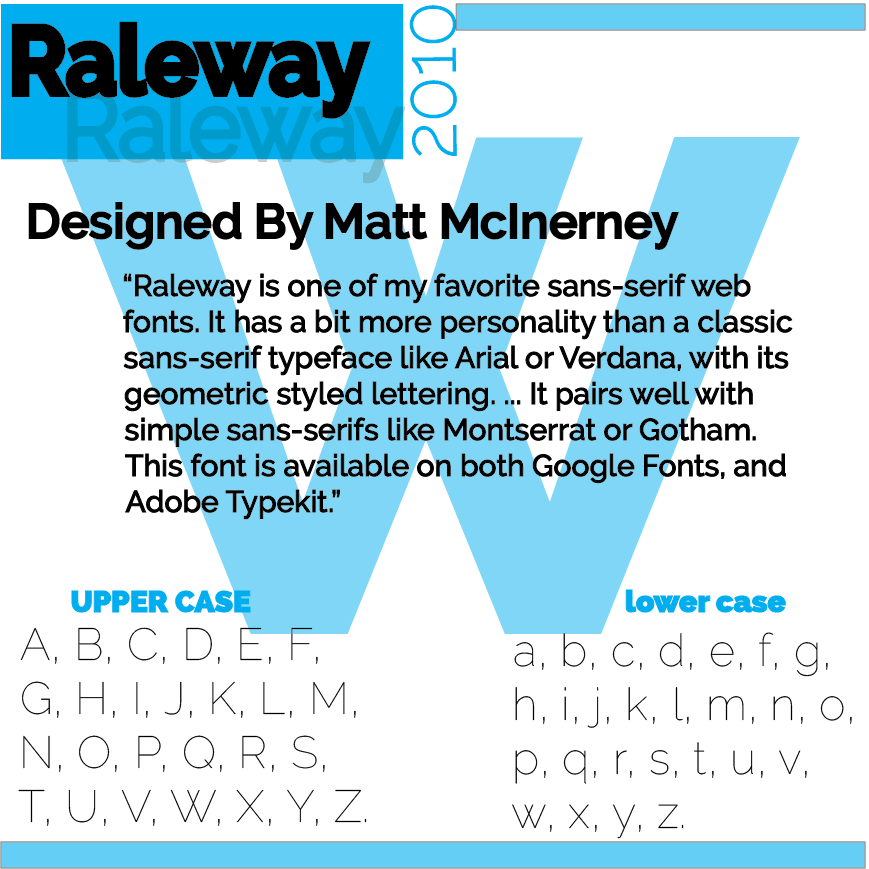 Raleway
Raleway
2010
W
Designed By Matt McInerney
“Raleway is one of my favorite sans-serif web
fonts. It has a bit more personality than a classic
sans-serif typeface like Arial or Verdana, with its
geometric styled lettering. ... It pairs well with
simple sans-serifs like Montserrat or Gotham.
This font is available on both Google Fonts, and
Adobe Typekit.”
UPPER CASE
A, B, C, D, E, F,
G, H, I, J, K, L, M,
N, O, P, Q, R, S,
T, U, V, W, X, Y, Z.
lower case
a, b, c, d, e, f, g,
h, i, j, k, l, m, n, o,
p, q, r, s, t, u, v,
w, x, y, z.